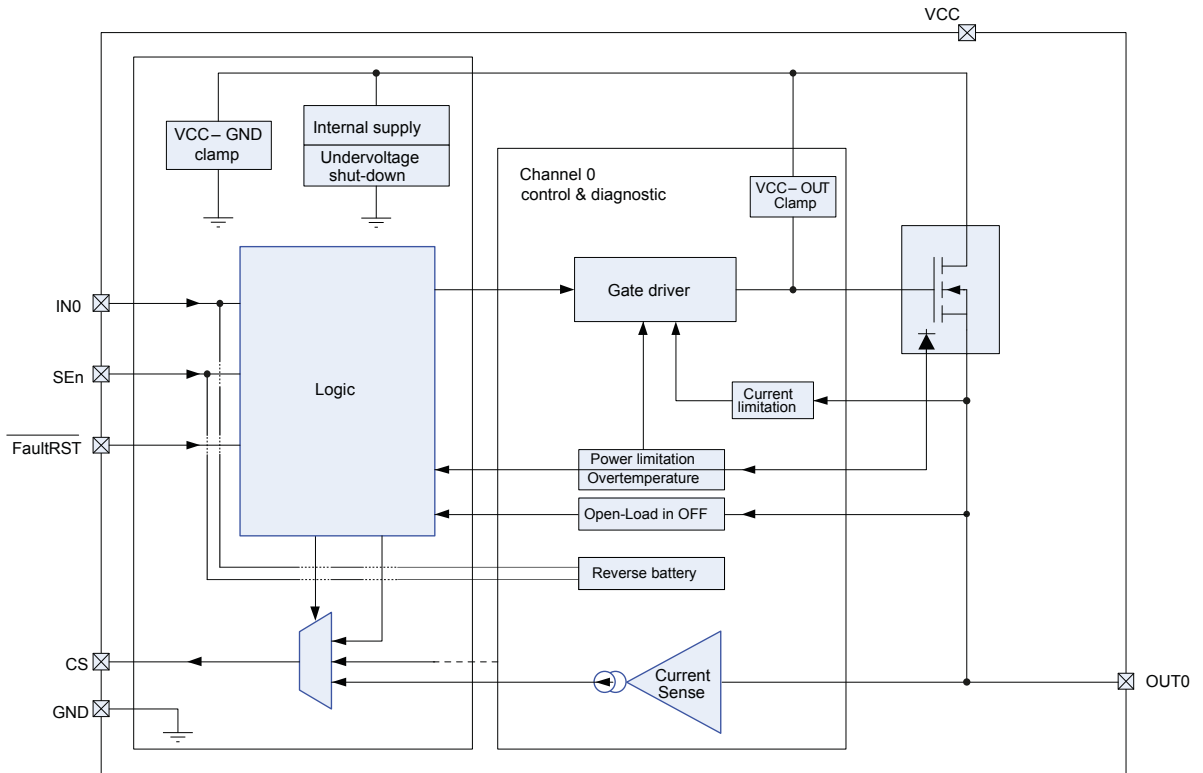 VCC
VCC – GND
clamp
Internal supply
Undervoltage
shut-down
Channel 0
control & diagnostic
VCC – OUT
Clamp
IN0
Gate driver
SEn
Logic
Current
limitation
FaultRST
Power limitation
Overtemperature
Open-Load in OFF
Reverse battery
CS
Current
Sense
OUT0
GND